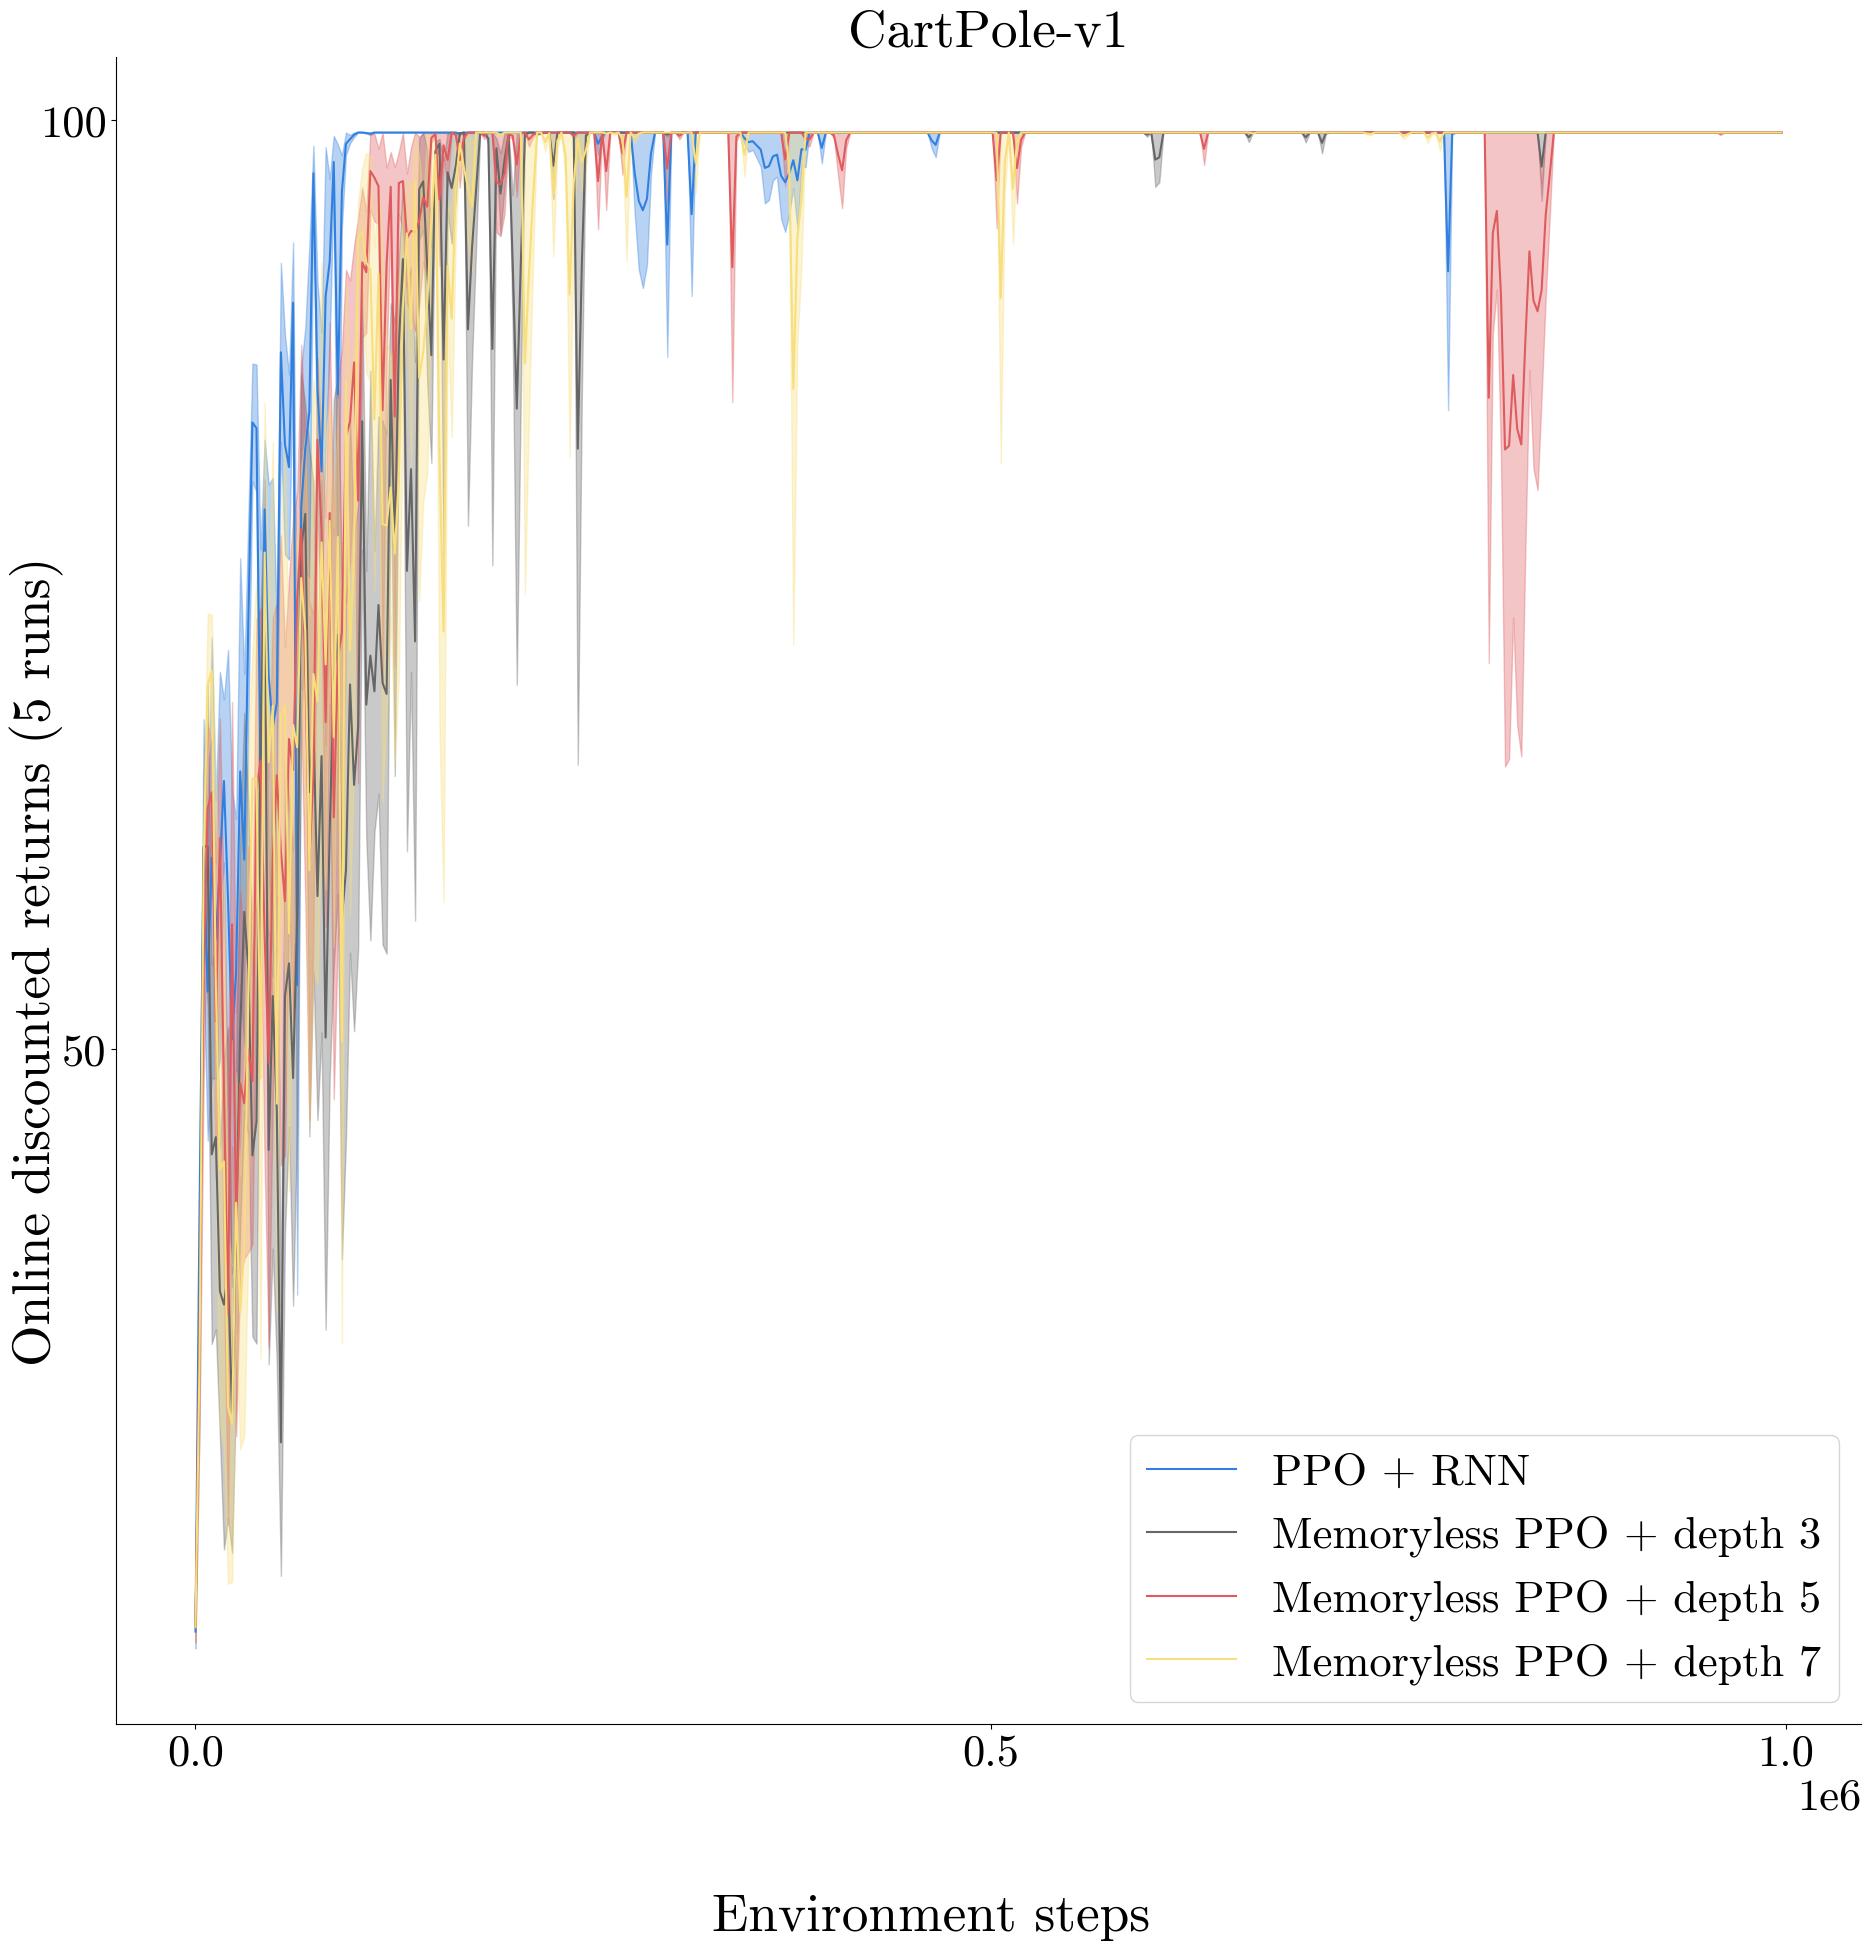 CartPole-v1
100
50
Online discounted returns (5 runs)
PPO + RNN
Memoryless PPO + depth 3
Memoryless PPO + depth 5
Memoryless PPO + depth 7
0.0
0.5
1.0
1e6
Environment steps